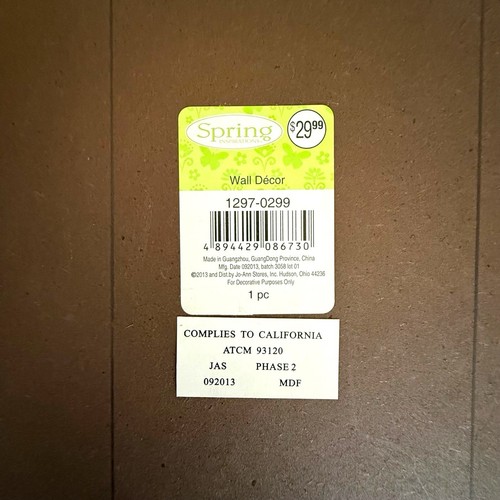 Spring
INSPIRATIONS
$29.99
Wall Décor
1297-0299
4 894429 086730
Made in Guangzhou, GuangDong Province, China
Mfg. Date 092013, batch 3058 lot 01
©2013 and Dist.by Jo-Ann Stores, Inc. Hudson, Ohio 44236
For Decorative Purposes Only
1 pc
COMPLIES TO CALIFORNIA
ATCM 93120
JAS PHASE 2
092013 MDF